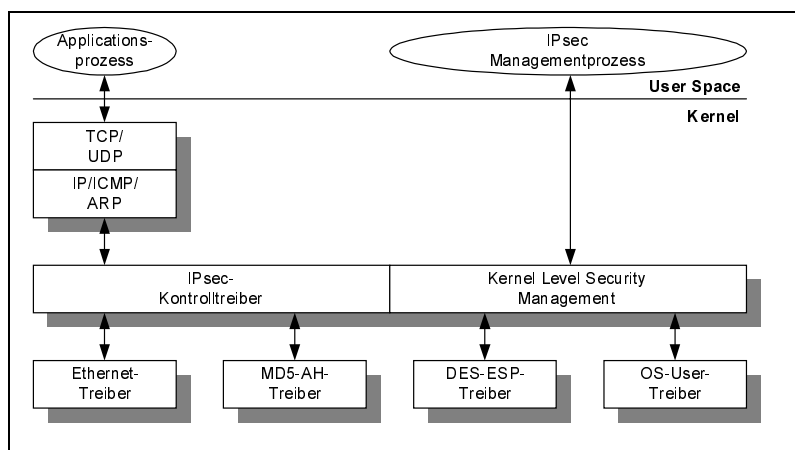 Applications-
prozess
IPsec
Managementprozess
User Space
Kernel
TCP/
UDP
IP/ICMP/
ARP
IPsec-
Kontrolltreiber
Kernel Level Security
Management
Ethernet-
Treiber
MD5-AH-
Treiber
DES-ESP-
Treiber
OS-User-
Treiber